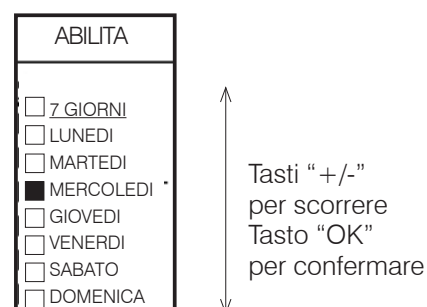 ABILITA
7 GIORNI
LUNEDI
MARTEDI
MERCOLEDI
GIOVEDI
VENERDI
SABATO
DOMENICA
Tasti “+/-”
per scorrere
Tasto “OK”
per confermare